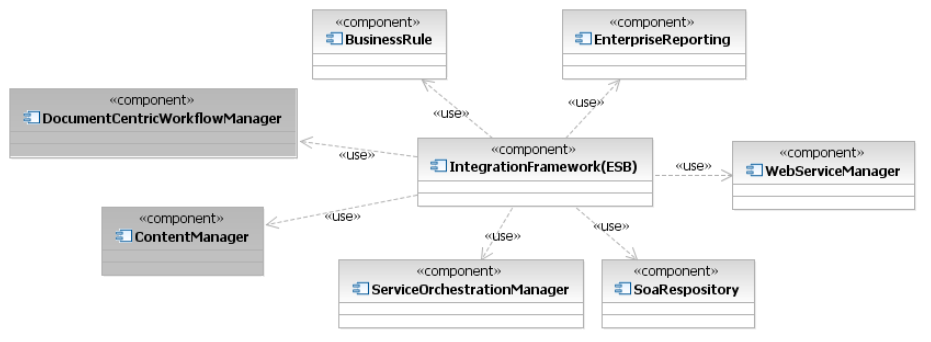 «component»
BusinessRule
«component»
EnterpriseReporting
«component»
DocumentCentricWorkflowManager
«use»
«use»
«component»
IntegrationFramework(ESB)
«use»
«use»
«component»
WebServiceManager
«component»
ContentManager
«use»
«use»
«use»
«component»
ServiceOrchestrationManager
«component»
SoaRespository